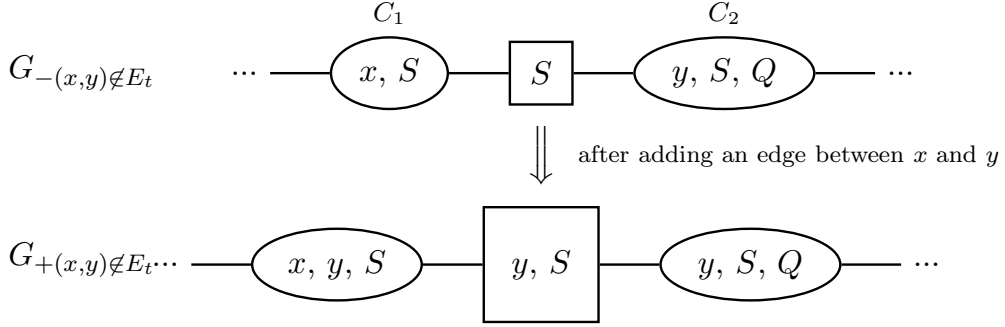 C₁ C₂
G₋₍ₓ,ᵧ₎∉Eₜ ... x, S S y, S, Q ...
after adding an edge between x and y
G₊₍ₓ,ᵧ₎∉Eₜ ... x, y, S y, S y, S, Q ...